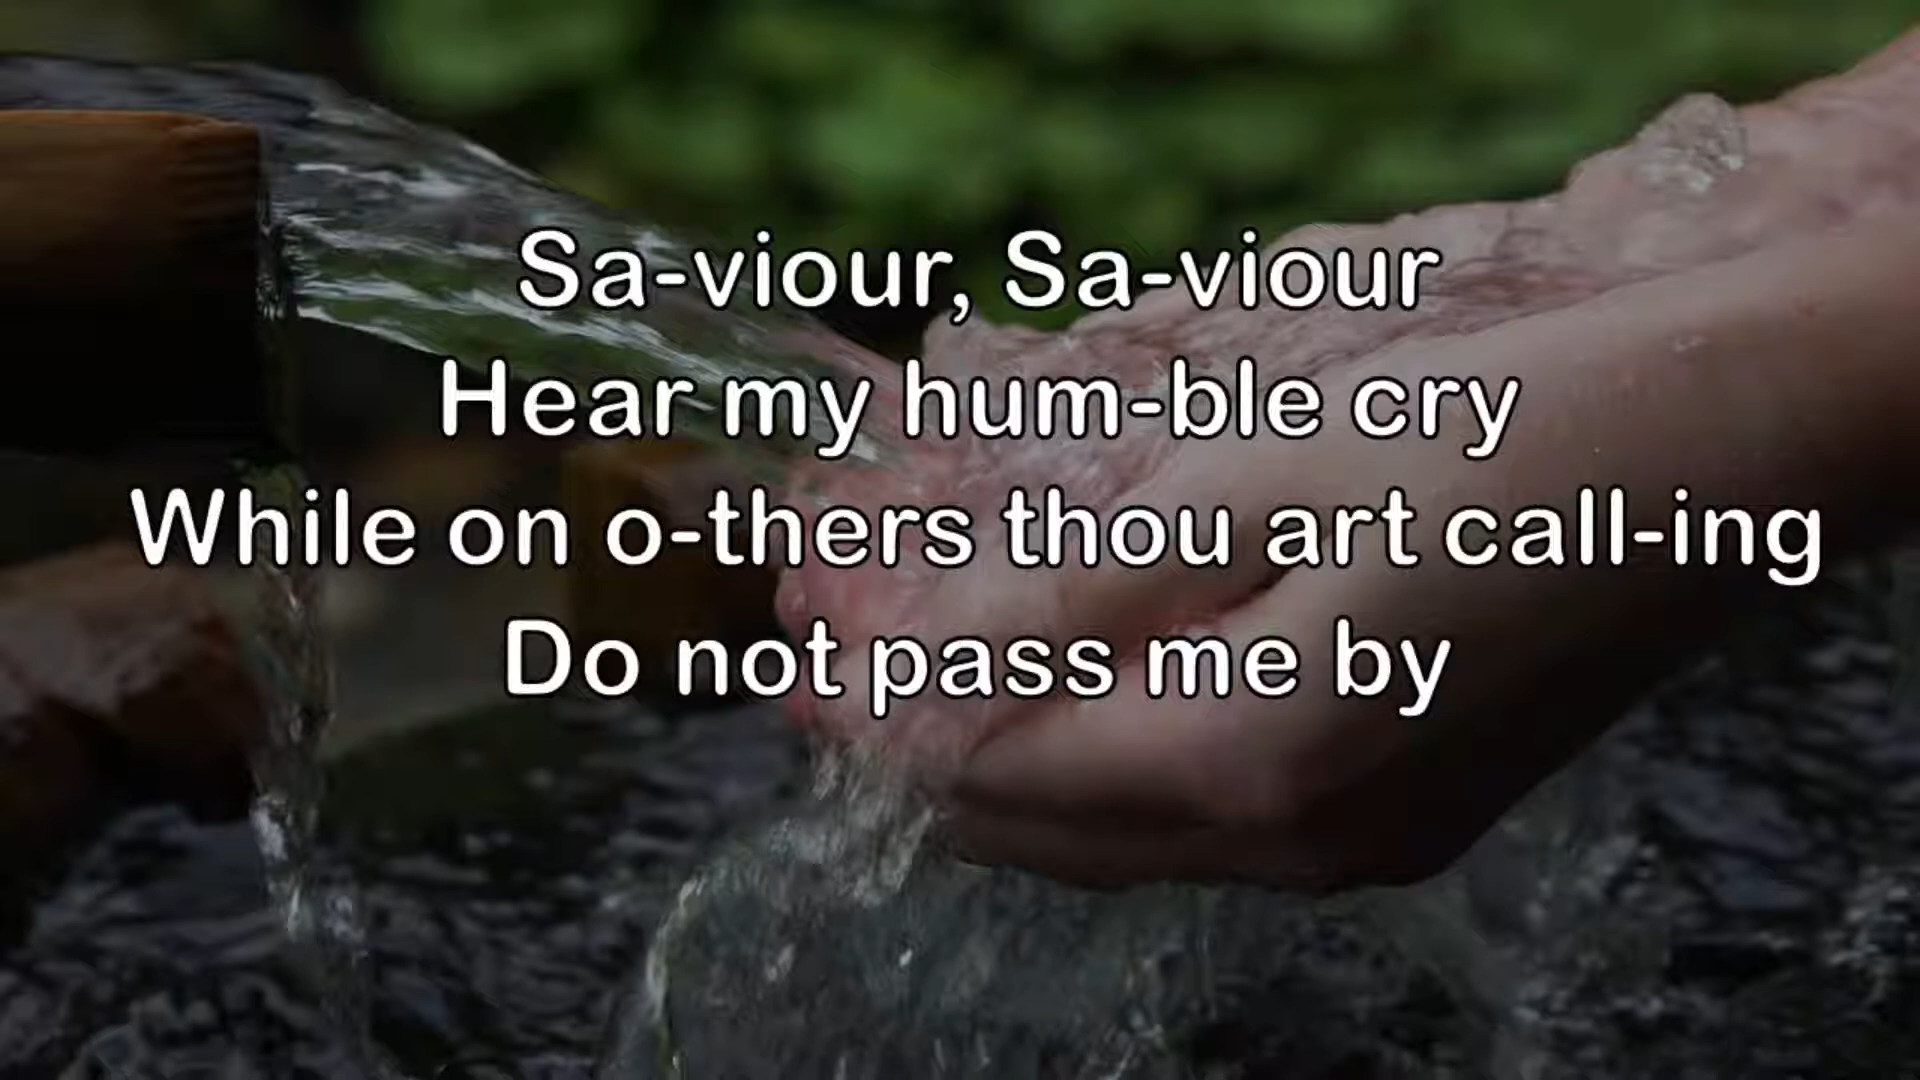 Sa-viour, Sa-viour
Hear my hum-ble cry
While on o-thers thou art call-ing
Do not pass me by